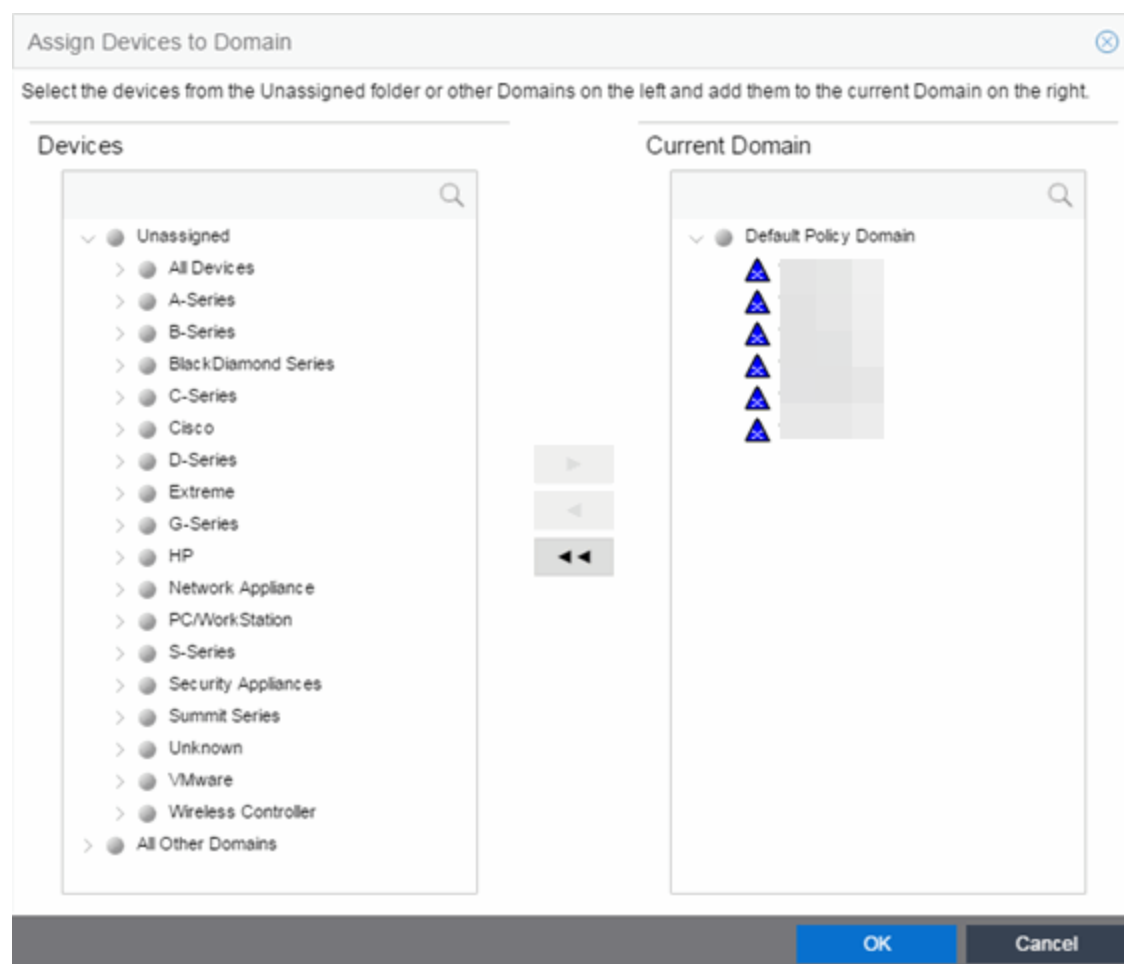 Assign Devices to Domain
Select the devices from the Unassigned folder or other Domains on the left and add them to the current Domain on the right.
Devices
Unassigned
All Devices
A-Series
B-Series
BlackDiamond Series
C-Series
Cisco
D-Series
Extreme
G-Series
HP
Network Appliance
PC/WorkStation
S-Series
Security Appliances
Summit Series
Unknown
VMware
Wireless Controller
All Other Domains
Current Domain
Default Policy Domain
OK
Cancel